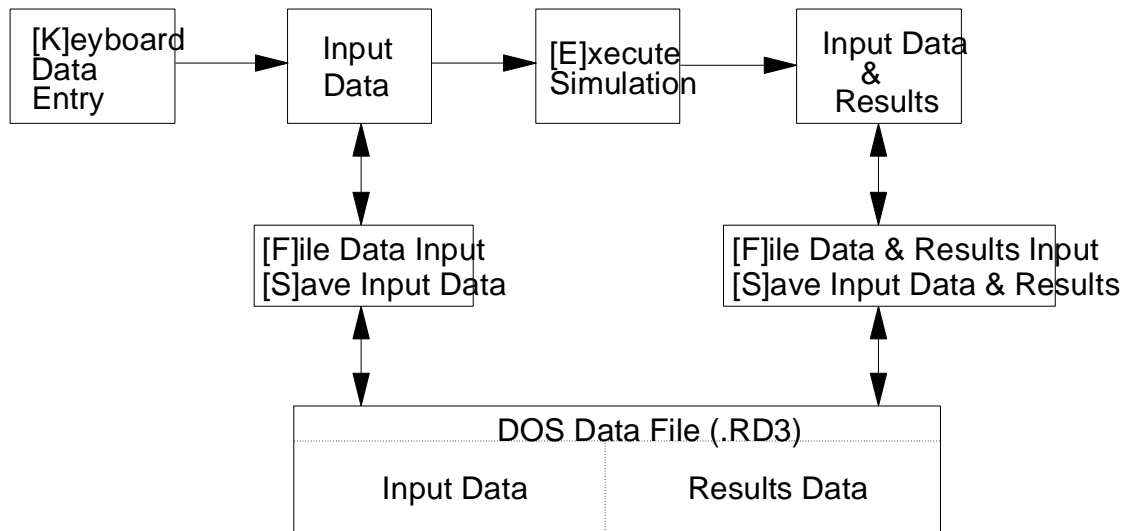 [K]eyboard
Data
Entry
Input
Data
[E]xecute
Simulation
Input Data
&
Results
[F]ile Data Input
[S]ave Input Data
[F]ile Data & Results Input
[S]ave Input Data & Results
DOS Data File (.RD3)
Input Data
Results Data